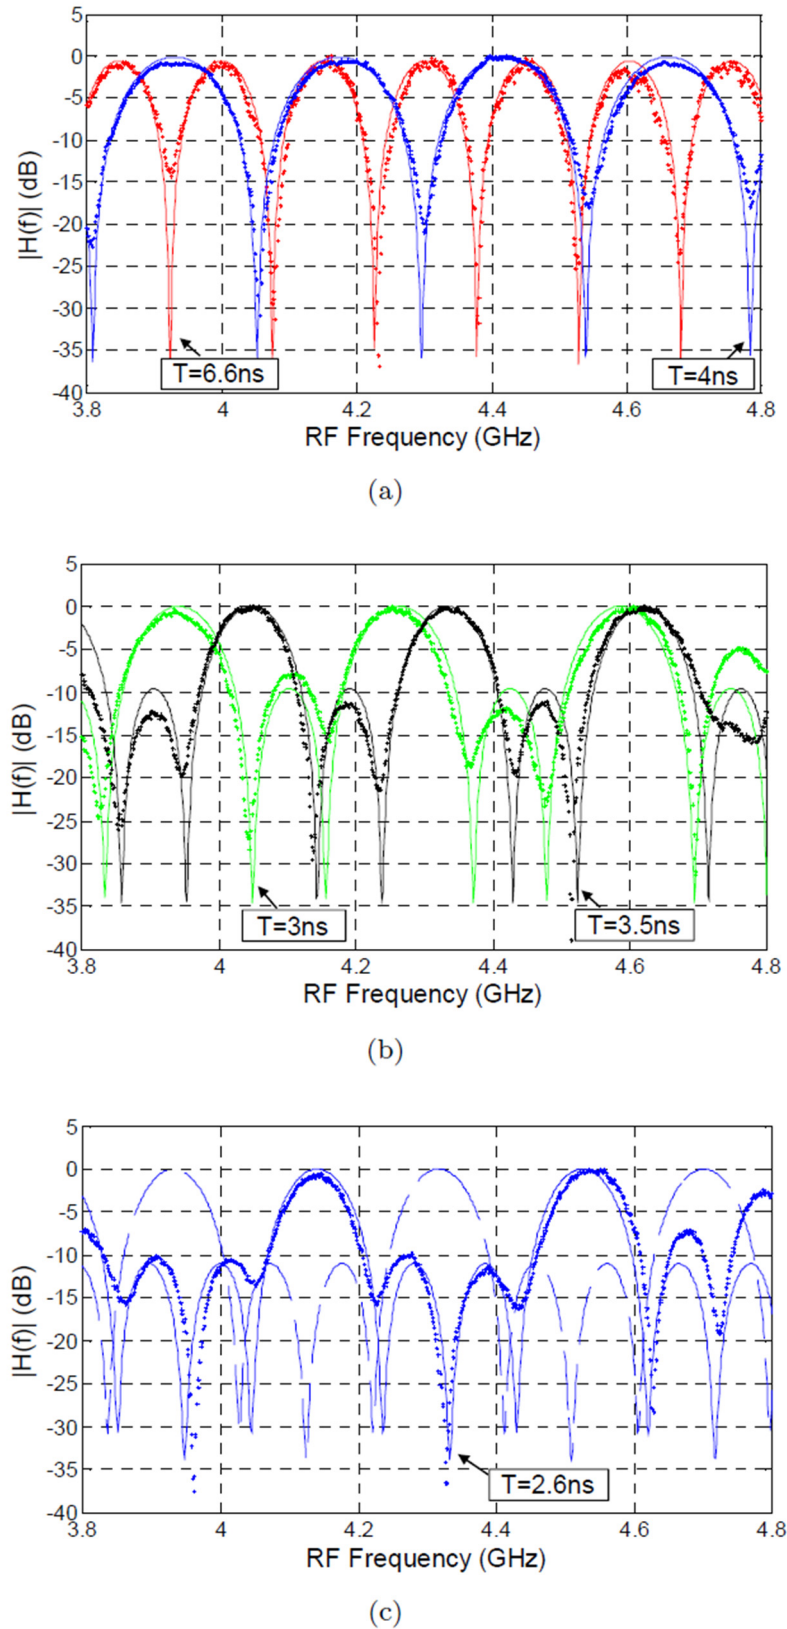 5
0
-5
-10
-15
-20
-25
-30
-35
-40
|H(f)| (dB)
T=6.6ns
T=4ns
3.8 4 4.2 4.4 4.6 4.8
RF Frequency (GHz)
(a)
5
0
-5
-10
-15
-20
-25
-30
-35
-40
|H(f)| (dB)
T=3ns
T=3.5ns
3.8 4 4.2 4.4 4.6 4.8
RF Frequency (GHz)
(b)
5
0
-5
-10
-15
-20
-25
-30
-35
-40
|H(f)| (dB)
T=2.6ns
3.8 4 4.2 4.4 4.6 4.8
RF Frequency (GHz)
(c)